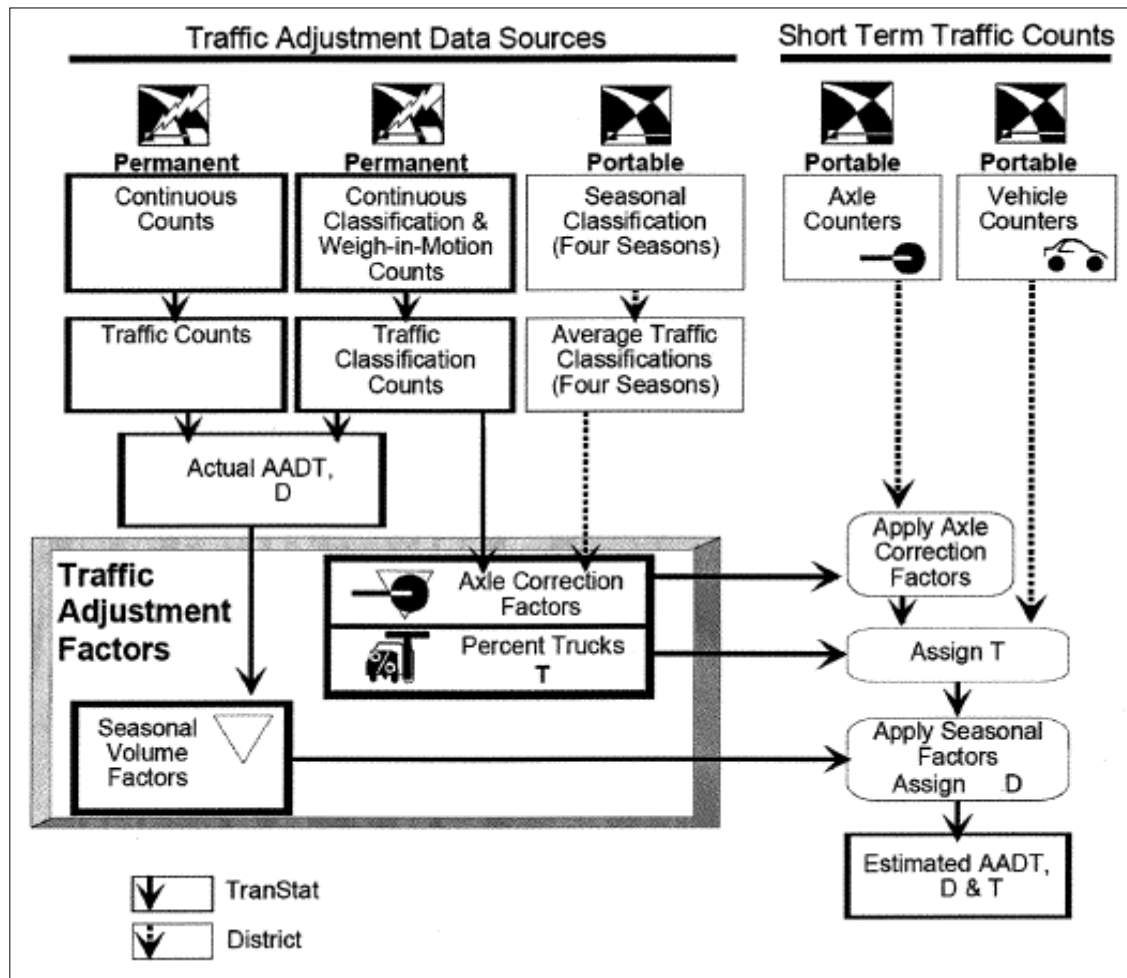 Traffic Adjustment Data Sources
Short Term Traffic Counts
Permanent
Continuous
Counts
Permanent
Continuous
Classification &
Weigh-in-Motion
Counts
Portable
Seasonal
Classification
(Four Seasons)
Portable
Axle
Counters
Portable
Vehicle
Counters
Traffic Counts
Traffic
Classification
Counts
Average Traffic
Classifications
(Four Seasons)
Actual AADT,
D
Traffic
Adjustment
Factors
Axle Correction
Factors
%
Percent Trucks
T
Seasonal
Volume
Factors
Apply Axle
Correction
Factors
Assign T
Apply Seasonal
Factors
Assign D
Estimated AADT,
D & T
TranStat
District